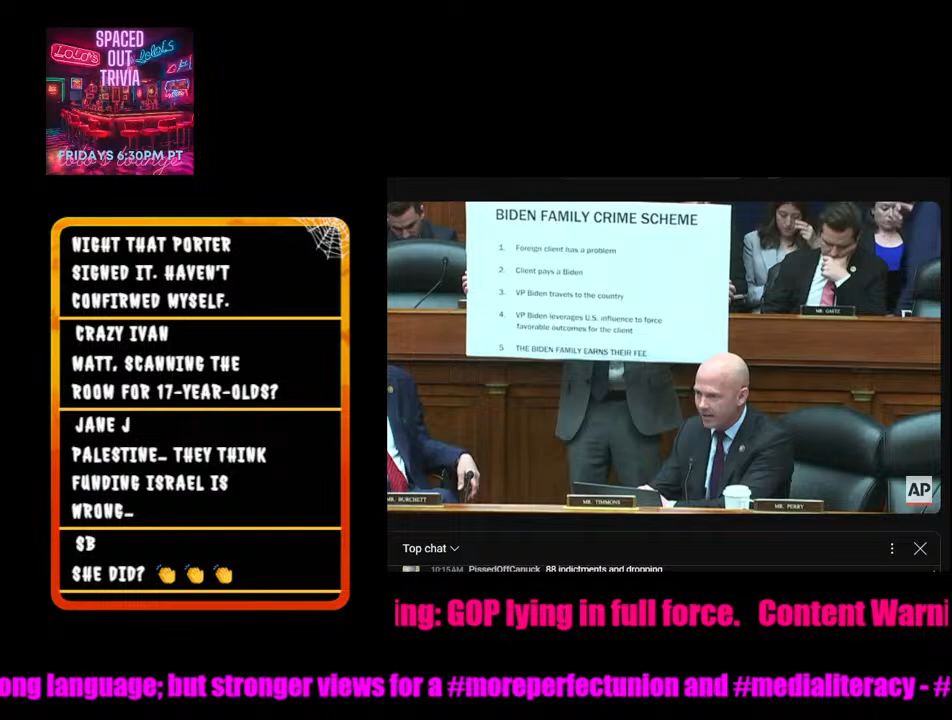 SPACED
OUT
TRIVIA
LOLO'S
FRIDAYS 6:30PM PT
lolo's lounge
NIGHT THAT PORTER
SIGNED IT. HAVEN'T
CONFIRMED MYSELF.
CRAZY IVAN
MATT, SCANNING THE
ROOM FOR 17-YEAR-OLDS?
JANE J
PALESTINE- THEY THINK
FUNDING ISRAEL IS
WRONG-
SB
SHE DID? 👏 👏 👏
BIDEN FAMILY CRIME SCHEME
1. Foreign client has a problem
2. Client pays a Biden
3. VP Biden travels to the country
4. VP Biden leverages U.S. influence to force
favorable outcomes for the client
5 THE BIDEN FAMILY EARNS THEIR FEE
MR. GAETZ
MR. BURCHETT
MR. TIMMONS
MR. PERRY
AP
Top chat
10:15AM PissedOffCanuck 88 indictments and dropping
ing: GOP lying in full force. Content Warni
ong language; but stronger views for a #moreperfectunion and #medialiteracy - #